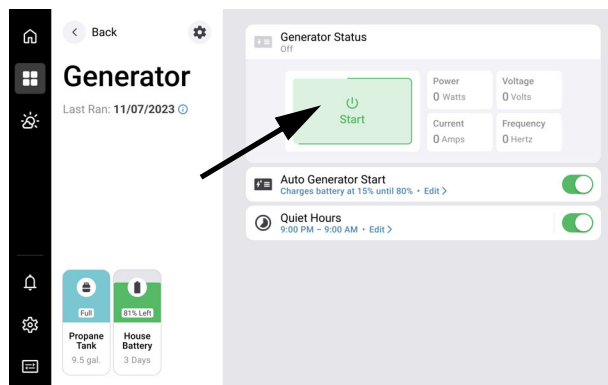 Back
Generator
Last Ran: 11/07/2023
Full
Propane
Tank
9.5 gal.
81% Left
House
Battery
3 Days
Generator Status
Off
Start
Power
0 Watts
Voltage
0 Volts
Current
0 Amps
Frequency
0 Hertz
Auto Generator Start
Charges battery at 15% until 80% • Edit >
Quiet Hours
9:00 PM – 9:00 AM • Edit >